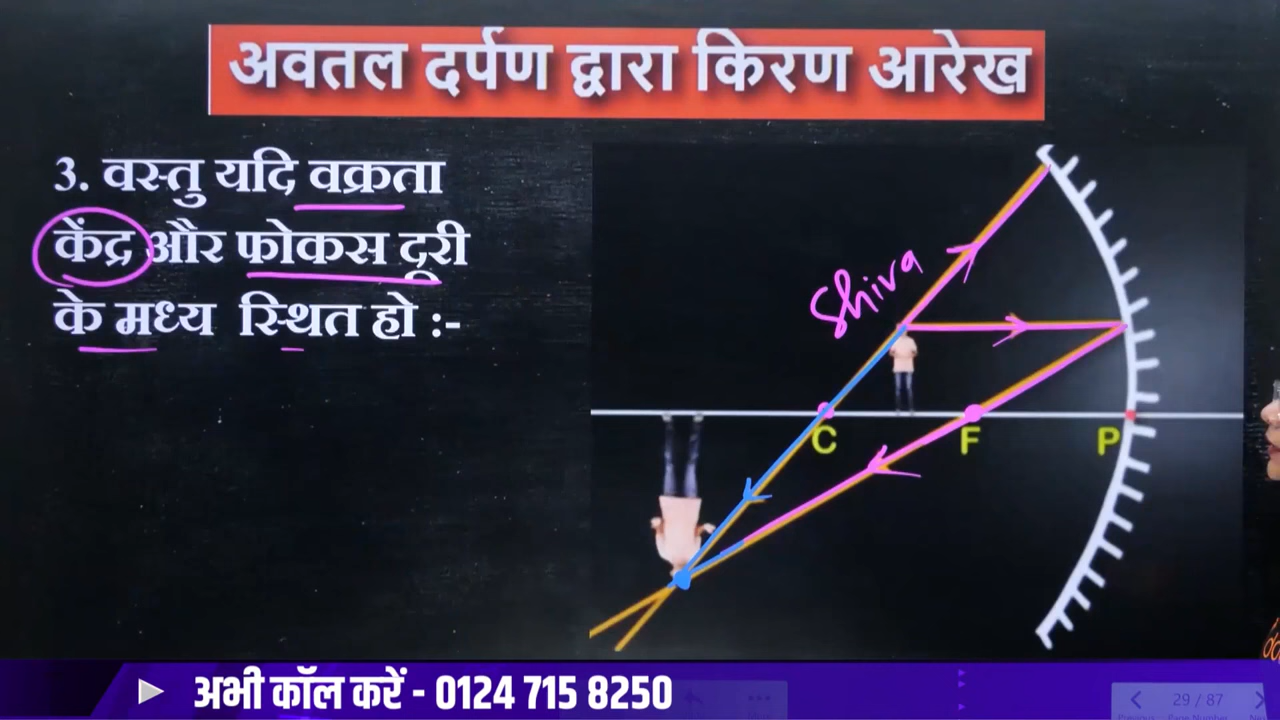 अवतल दर्पण द्वारा किरण आरेख
3. वस्तु यदि वक्रता
केंद्र और फोकस दूरी
के मध्य स्थित हो :-
Shiva
C
F
P
अभी कॉल करें - 0124 715 8250
29 / 87